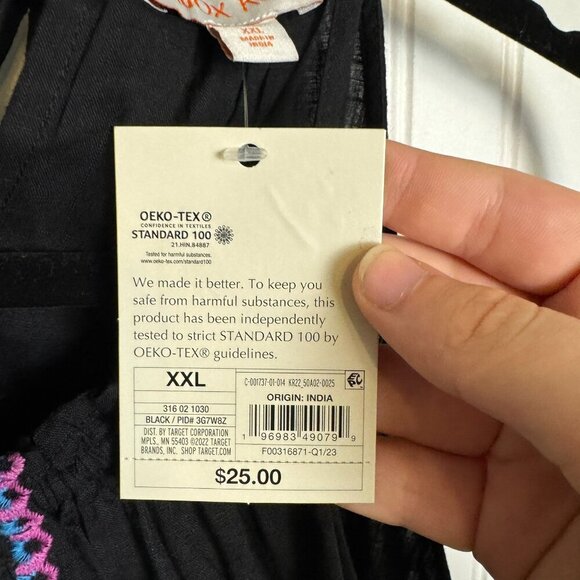 XXL
MADE IN
INDIA
OEKO-TEX®
CONFIDENCE IN TEXTILES
STANDARD 100
21.HIN.84887
Tested for harmful substances.
www.oeko-tex.com/standard100
We made it better. To keep you
safe from harmful substances, this
product has been independently
tested to strict STANDARD 100 by
OEKO-TEX® guidelines.
XXL
316 02 1030
BLACK / PID# 3G7W8Z
DIST. BY TARGET CORPORATION
MPLS, MN 55403 ©2022 TARGET
BRANDS, INC. SHOP TARGET.COM
C-001737-01-014 KR22_50A02-0025
ORIGIN: INDIA
1 96983 49079 9
F00316871-Q1/23
$25.00